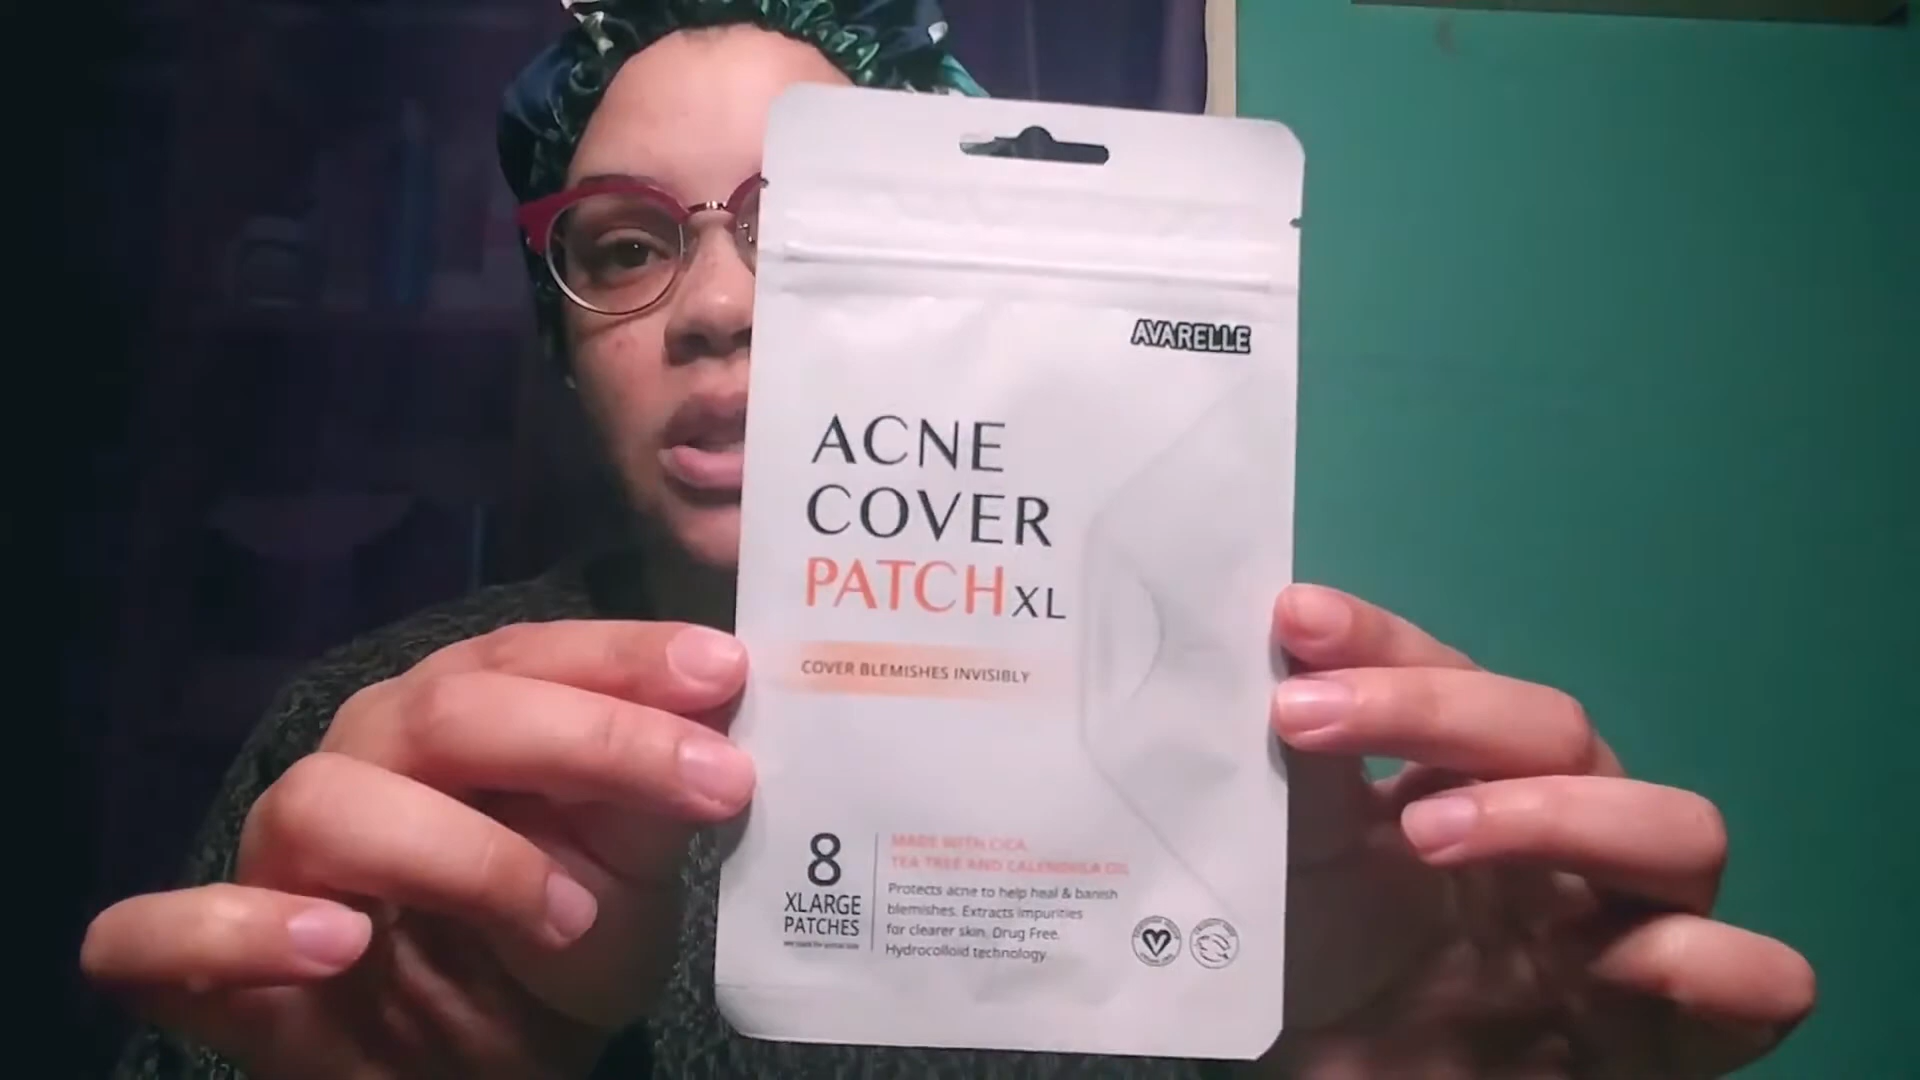 AVARELLE
ACNE
COVER
PATCH XL
COVER BLEMISHES INVISIBLY
8
XLARGE
PATCHES
MADE WITH CICA,
TEA TREE AND CALENDULA OIL
Protects acne to help heal & banish
blemishes. Extracts impurities
for clearer skin. Drug Free.
Hydrocolloid technology.